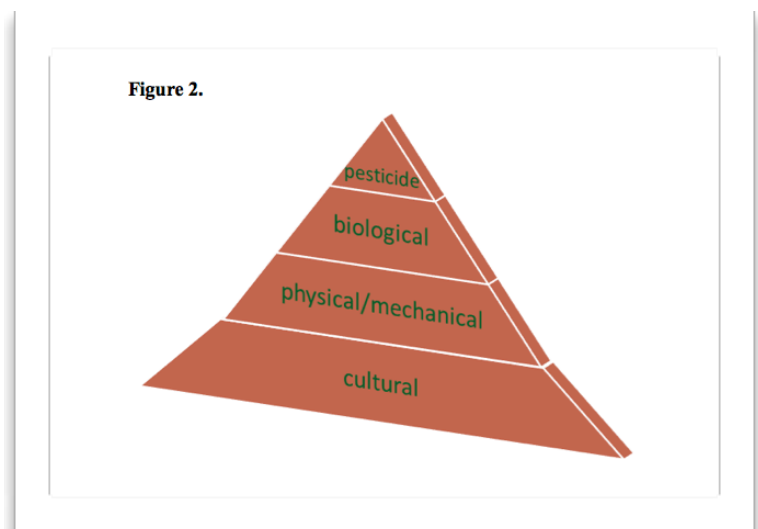 Figure 2.
pesticide
biological
physical/mechanical
cultural